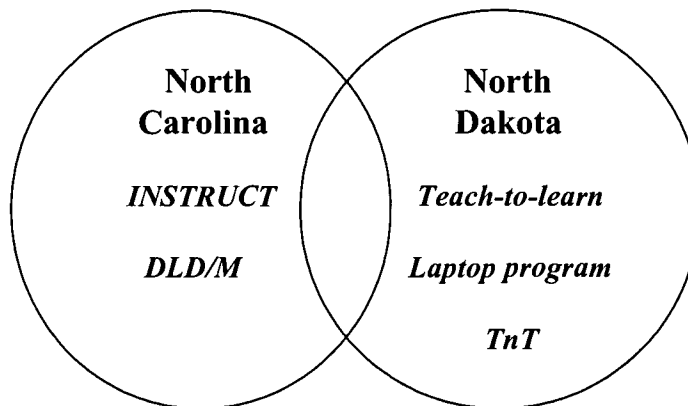 North
Carolina
INSTRUCT
DLD/M
North
Dakota
Teach-to-learn
Laptop program
TnT